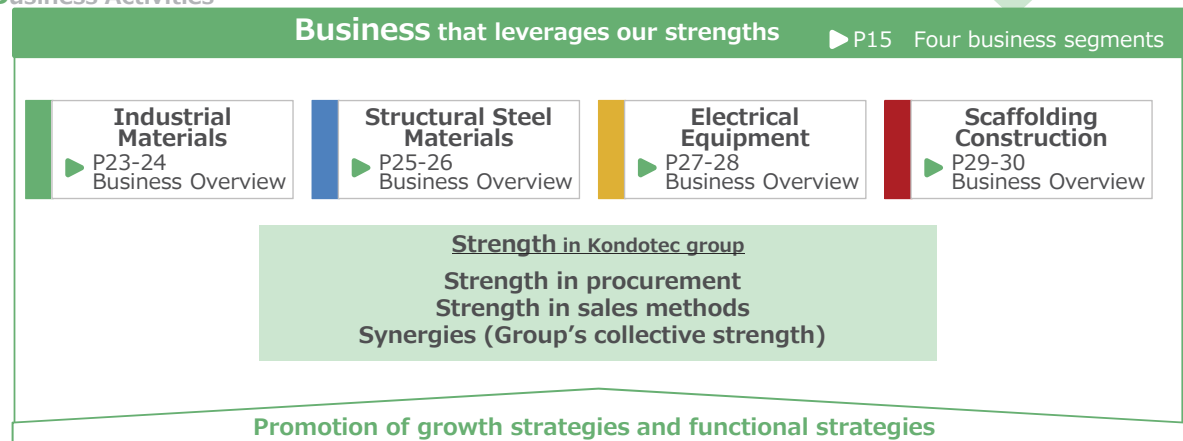 Business Activities
Business that leverages our strengths
P15 Four business segments
Industrial
Materials
P23-24
Business Overview
Structural Steel
Materials
P25-26
Business Overview
Electrical
Equipment
P27-28
Business Overview
Scaffolding
Construction
P29-30
Business Overview
Strength in Kondotec group
Strength in procurement
Strength in sales methods
Synergies (Group’s collective strength)
Promotion of growth strategies and functional strategies